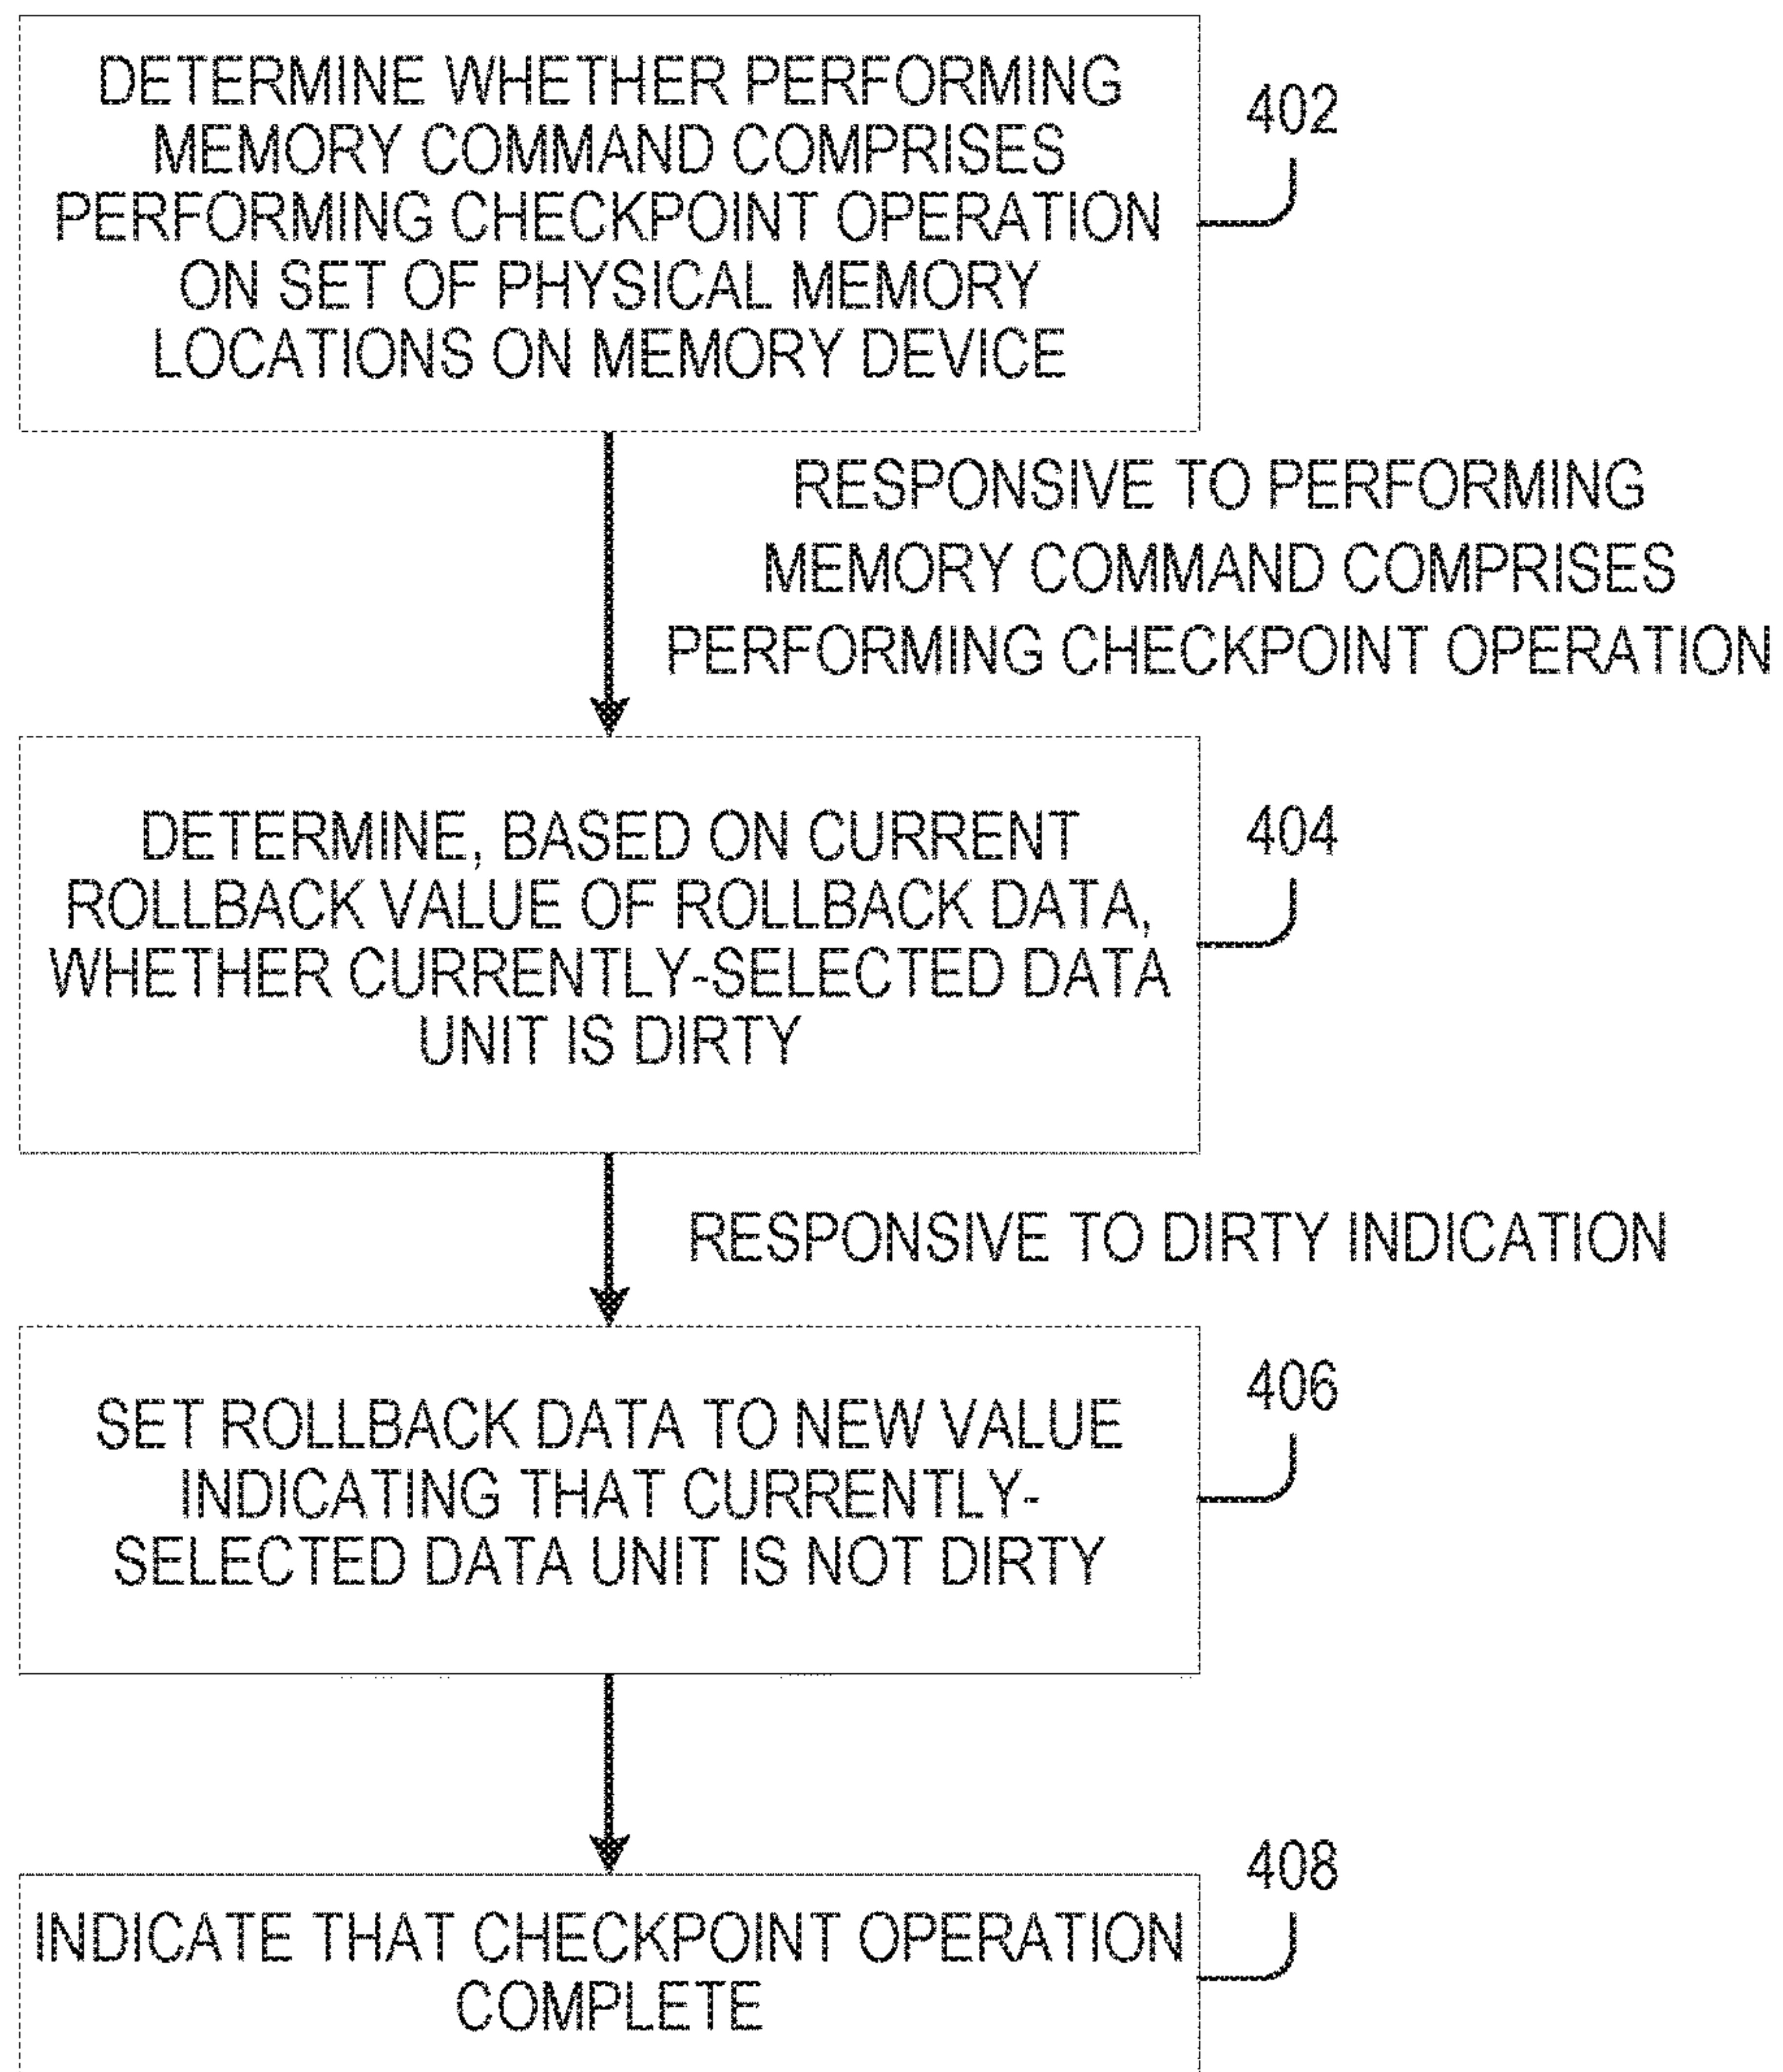 DETERMINE WHETHER PERFORMING
MEMORY COMMAND COMPRISES
PERFORMING CHECKPOINT OPERATION
ON SET OF PHYSICAL MEMORY
LOCATIONS ON MEMORY DEVICE
402
RESPONSIVE TO PERFORMING
MEMORY COMMAND COMPRISES
PERFORMING CHECKPOINT OPERATION
DETERMINE, BASED ON CURRENT
ROLLBACK VALUE OF ROLLBACK DATA,
WHETHER CURRENTLY-SELECTED DATA
UNIT IS DIRTY
404
RESPONSIVE TO DIRTY INDICATION
SET ROLLBACK DATA TO NEW VALUE
INDICATING THAT CURRENTLY-
SELECTED DATA UNIT IS NOT DIRTY
406
INDICATE THAT CHECKPOINT OPERATION
COMPLETE
408